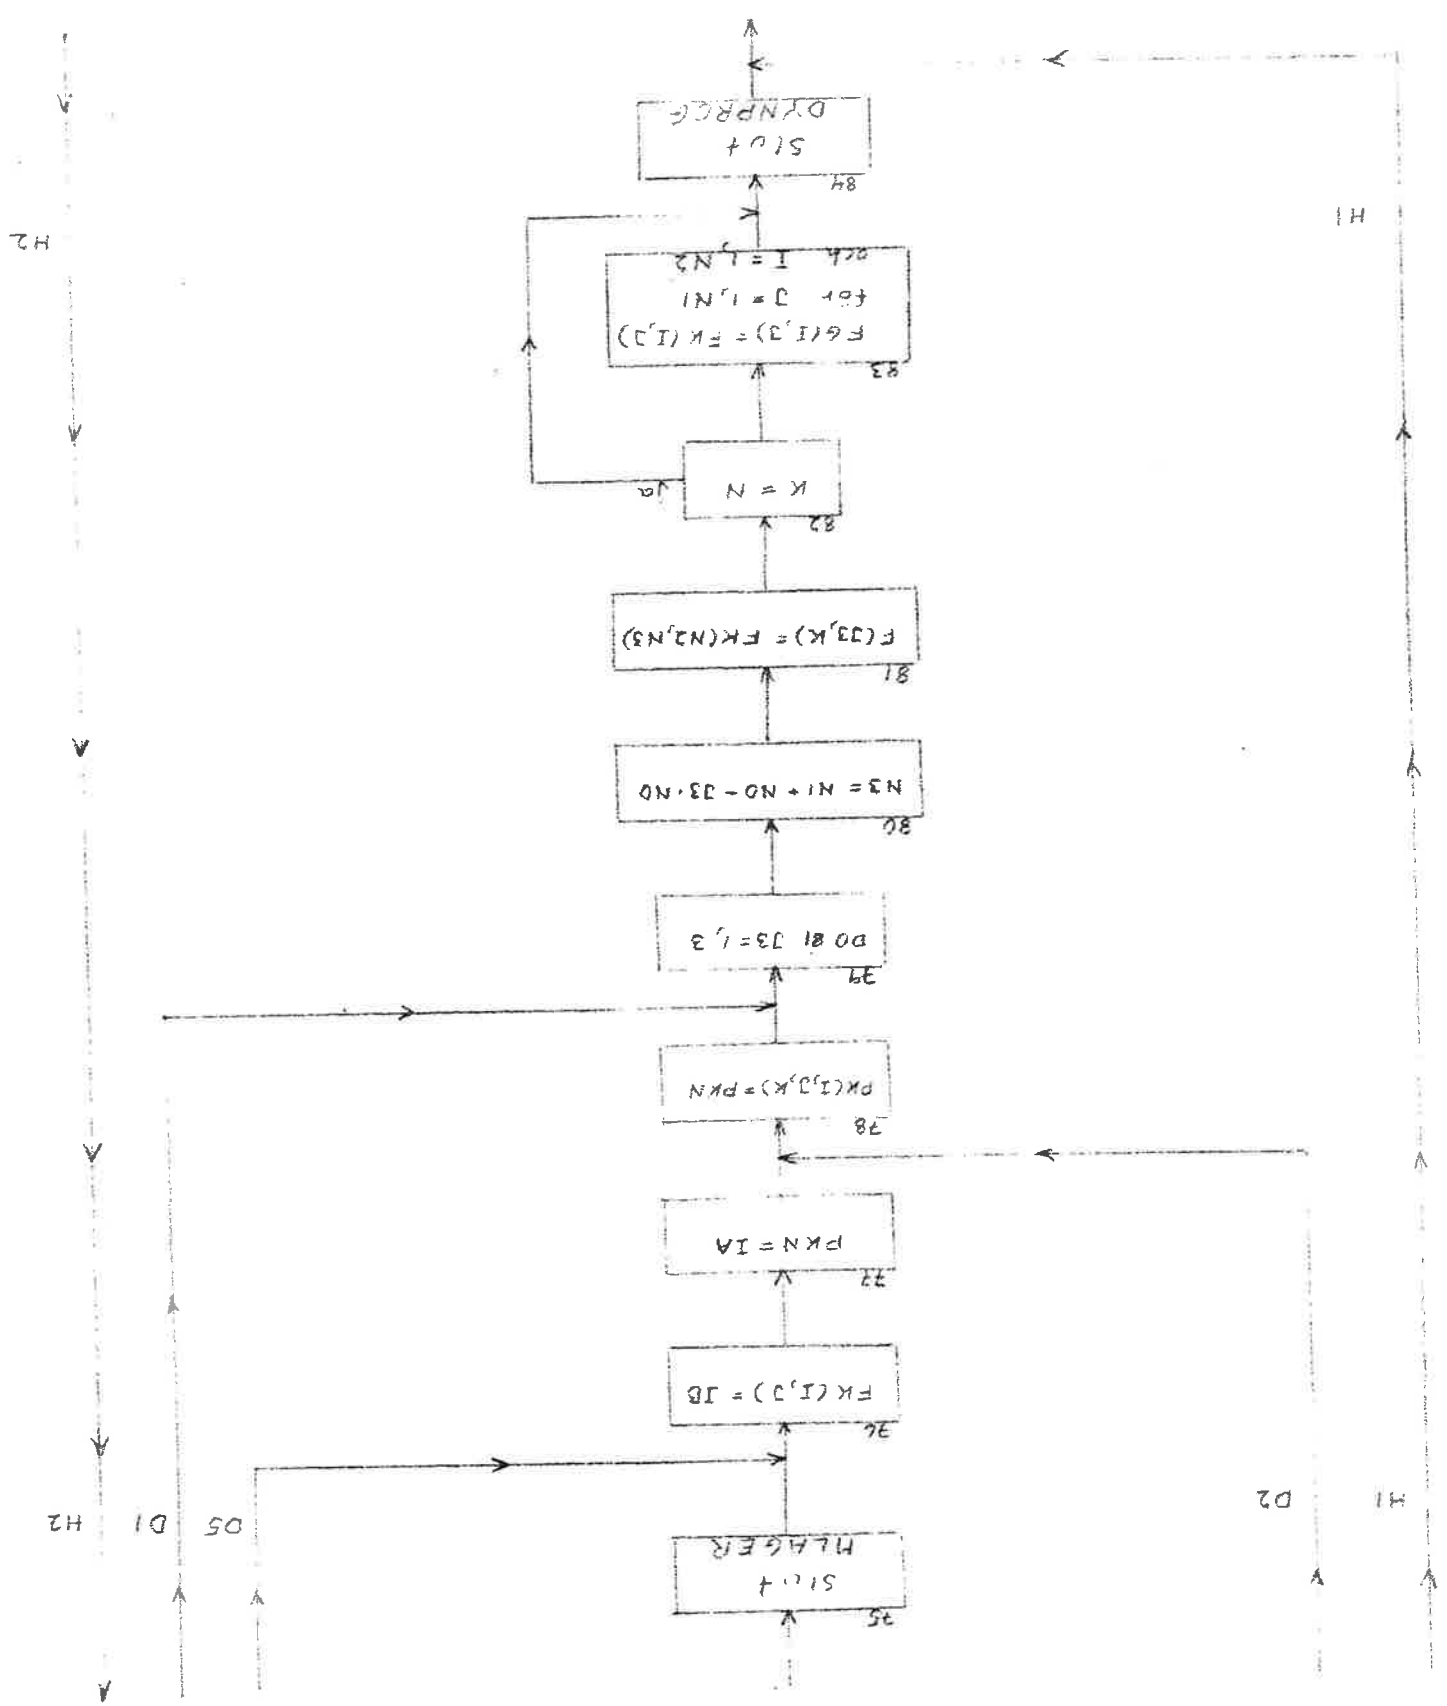 H1
D2
D5
D1
H2
75
Slut
MLAGER
76
FK(I,J) = IB
77
PKN = IA
78
PK(I,J,K) = PKN
79
DO 81 J3 = 1,3
80
N3 = N1 + N0 - J3·N0
81
F(J3,K) = FK(N2,N3)
82
K = N
ja
83
FG(I,J) = FK(I,J)
för J = 1,N1
och I = 1,N2
H1
H2
84
Slut
DYNPROG